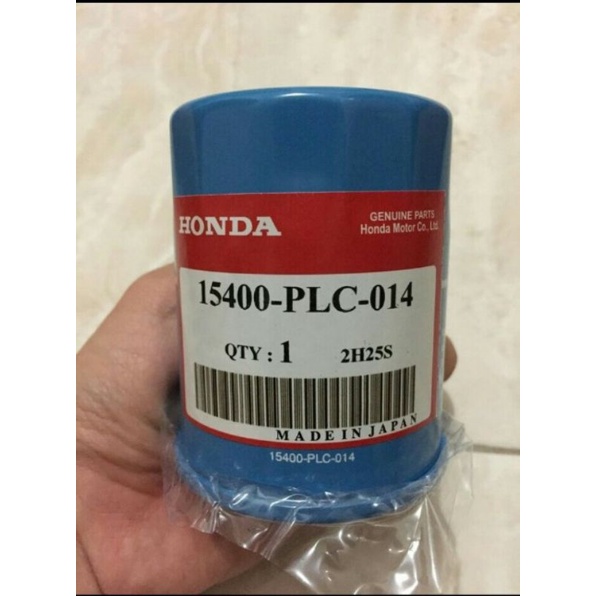 HONDA
GENUINE PARTS
Honda Motor Co., Ltd.
15400-PLC-014
QTY : 1 2H25S
MADE IN JAPAN
15400-PLC-014